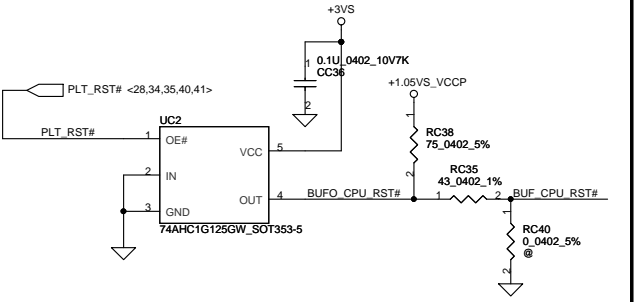 +3VS
1
0.1U_0402_10V7K
CC36
2
+1.05VS_VCCP
PLT_RST# <28,34,35,40,41>
UC2
1
RC38
75_0402_5%
2
PLT_RST#
1
OE#
VCC
5
RC35
43_0402_1%
2
IN
OUT
4
BUFO_CPU_RST#
1
2
BUF_CPU_RST#
3
GND
74AHC1G125GW_SOT353-5
1
RC40
0_0402_5%
@
2